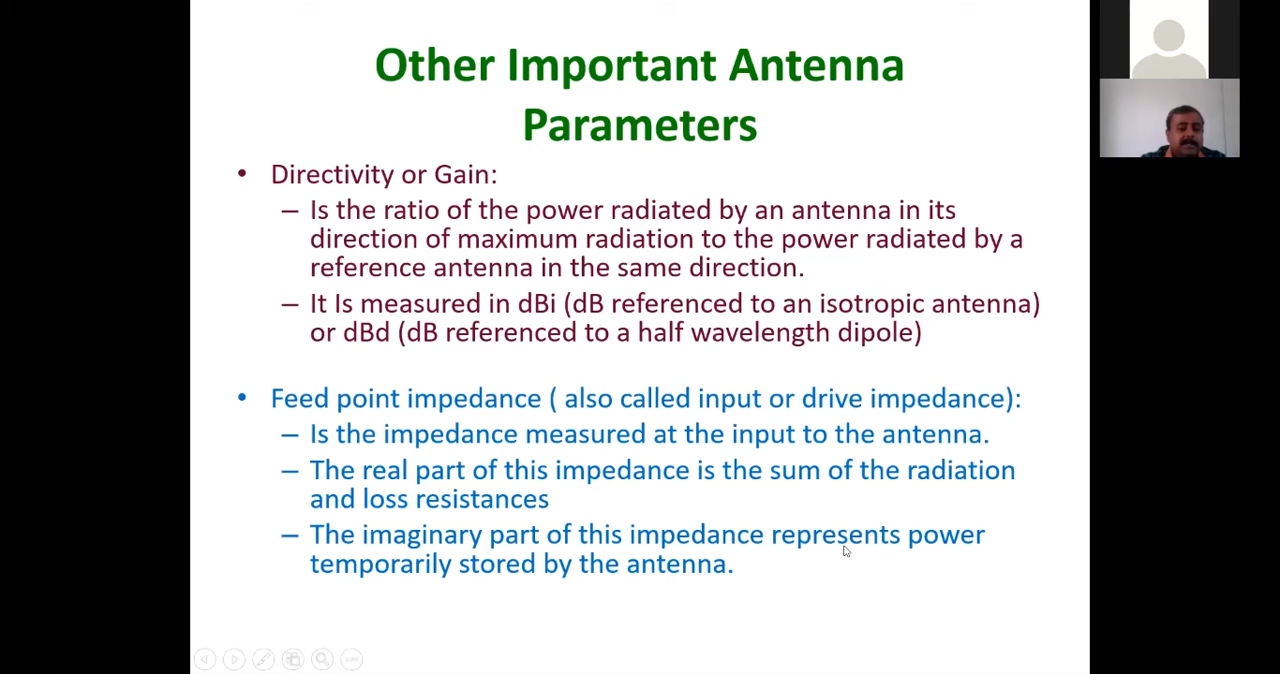 Other Important Antenna
Parameters
• Directivity or Gain:
– Is the ratio of the power radiated by an antenna in its
direction of maximum radiation to the power radiated by a
reference antenna in the same direction.
– It Is measured in dBi (dB referenced to an isotropic antenna)
or dBd (dB referenced to a half wavelength dipole)
• Feed point impedance ( also called input or drive impedance):
– Is the impedance measured at the input to the antenna.
– The real part of this impedance is the sum of the radiation
and loss resistances
– The imaginary part of this impedance represents power
temporarily stored by the antenna.